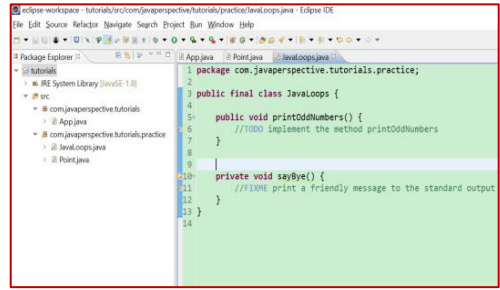 eclipse-workspace - tutorials/src/com/javaperspective/tutorials/practice/JavaLoops.java - Eclipse IDE
File Edit Source Refactor Navigate Search Project Run Window Help
Package Explorer
App.java Point.java JavaLoops.java
tutorials
JRE System Library [JavaSE-1.8]
src
com.javaperspective.tutorials
App.java
com.javaperspective.tutorials.practice
JavaLoops.java
Point.java
1 package com.javaperspective.tutorials.practice;
2
3 public final class JavaLoops {
4
5 public void printOddNumbers() {
6 //TODO implement the method printOddNumbers
7 }
8
9
10 private void sayBye() {
11 //FIXME print a friendly message to the standard output
12 }
13 }
14